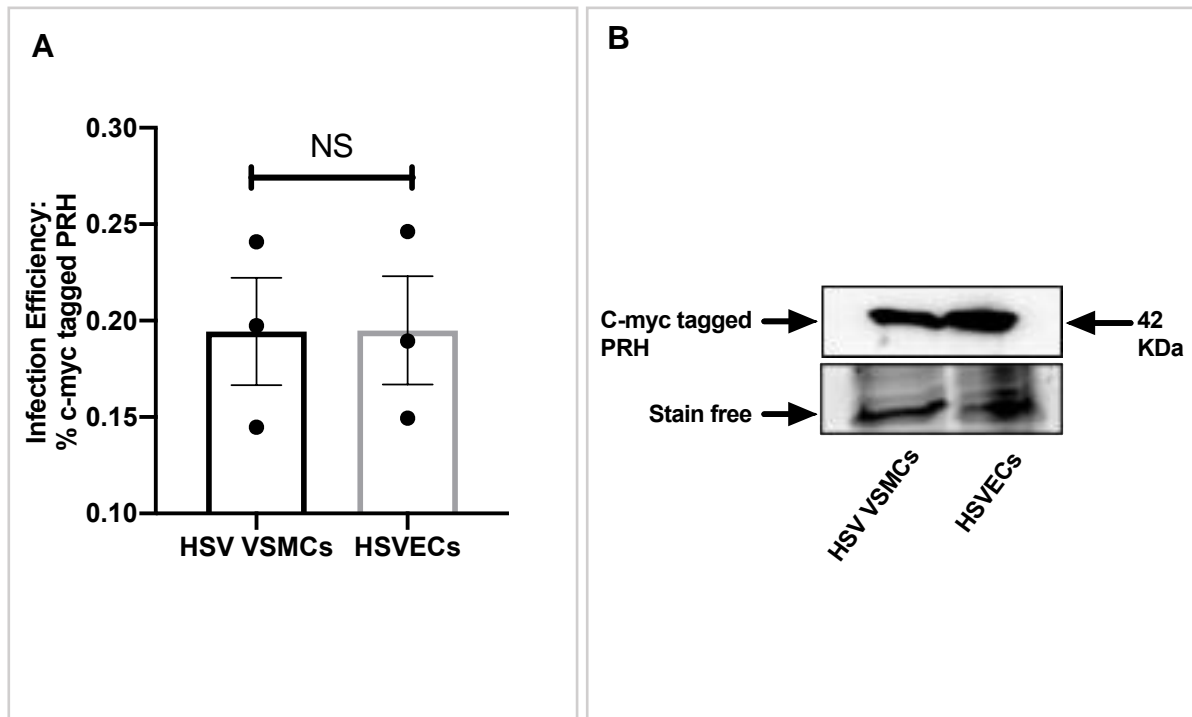 A
Infection Efficiency:
% c-myc tagged PRH
0.30
0.25
0.20
0.15
0.10
NS
HSV VSMCs
HSVECs
B
C-myc tagged
PRH
42
KDa
Stain free
HSV VSMCs
HSVECs